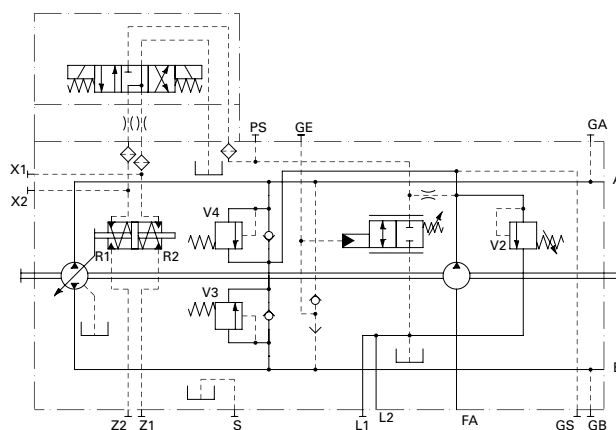 PS GE GA
X1
A
X2
V4
V2
R1 R2
V3
B
Z2 Z1 S L1 L2 FA GS GB